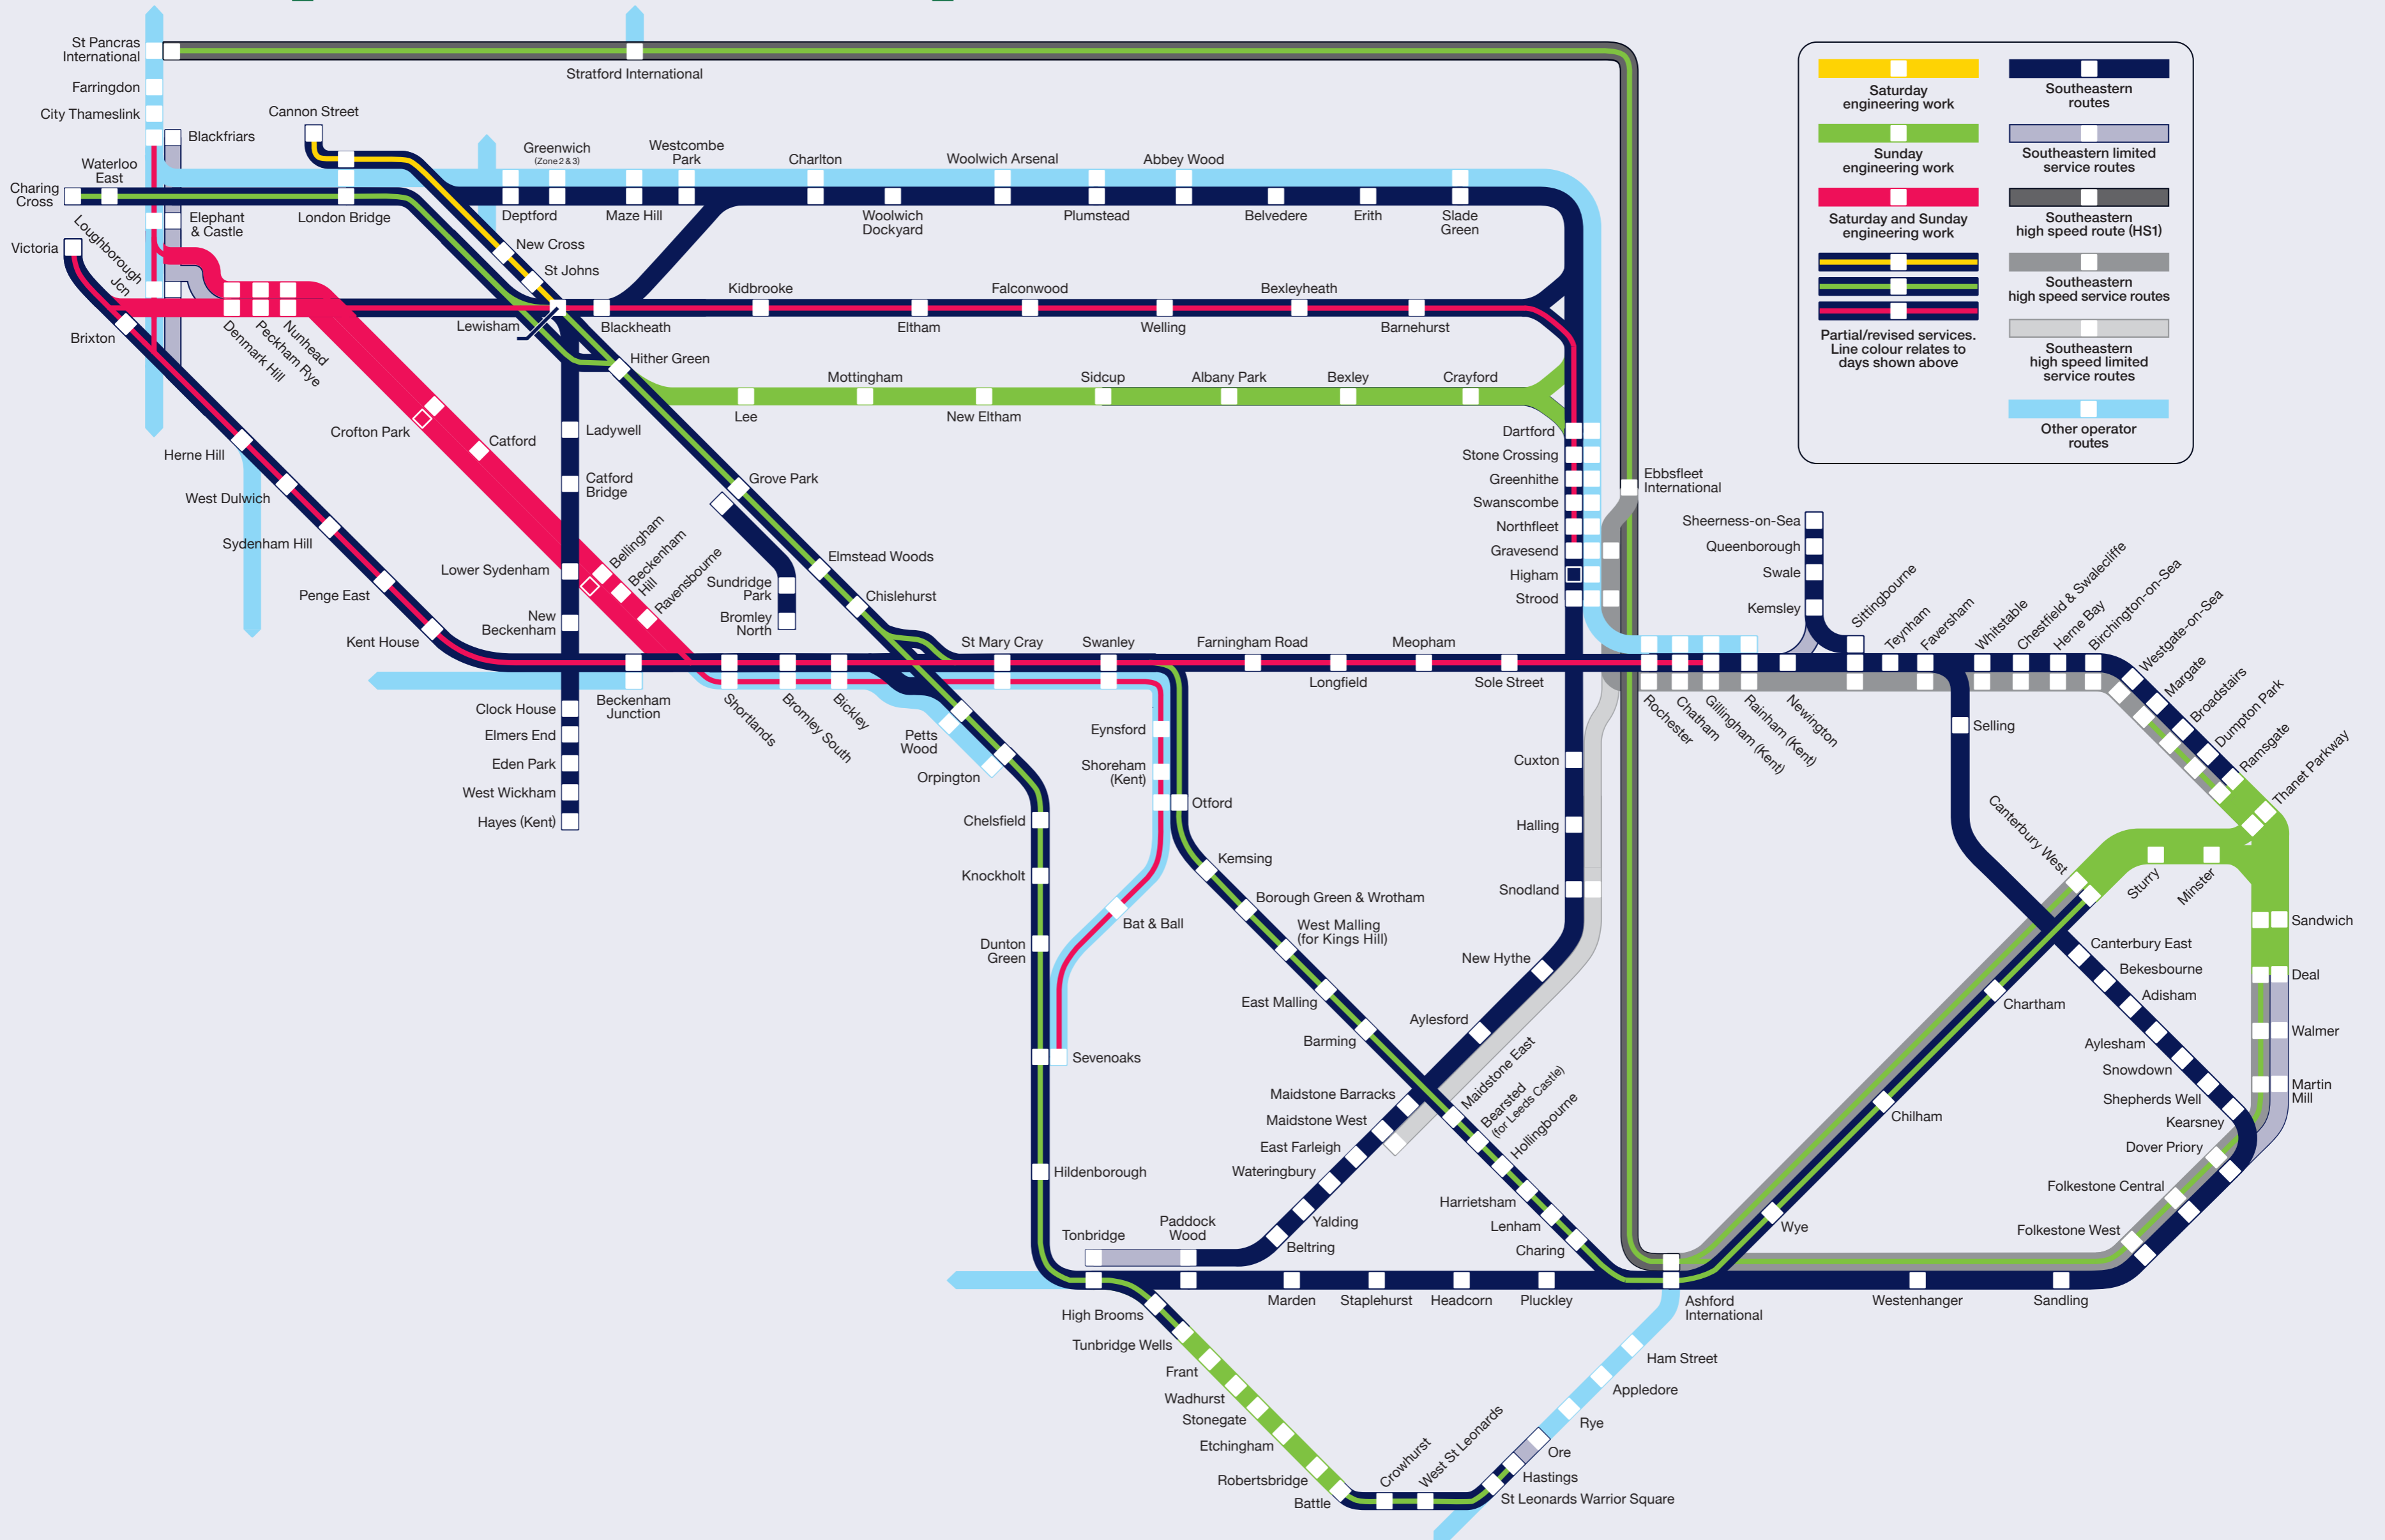 St Pancras
International
Farringdon
City Thameslink
Blackfriars
Waterloo
East
Charing
Cross
Elephant
& Castle
Victoria
Loughborough
Jcn
Brixton
Cannon Street
London Bridge
Stratford International
Greenwich
(Zone 2 & 3)
Westcombe
Park
Charlton
Woolwich Arsenal
Abbey Wood
Deptford
Maze Hill
Woolwich
Dockyard
Plumstead
Belvedere
Erith
Slade
Green
New Cross
St Johns
Lewisham
Blackheath
Kidbrooke
Eltham
Falconwood
Welling
Bexleyheath
Barnehurst
Denmark Hill
Peckham Rye
Nunhead
Hither Green
Lee
Mottingham
New Eltham
Sidcup
Albany Park
Bexley
Crayford
Crofton Park
Catford
Ladywell
Catford
Bridge
Lower Sydenham
New
Beckenham
Clock House
Elmers End
Eden Park
West Wickham
Hayes (Kent)
Herne Hill
West Dulwich
Sydenham Hill
Penge East
Kent House
Bellingham
Beckenham
Hill
Ravensbourne
Beckenham
Junction
Shortlands
Bromley South
Bickley
Grove Park
Sundridge
Park
Bromley
North
Elmstead Woods
Chislehurst
Petts
Wood
Orpington
St Mary Cray
Swanley
Farningham Road
Longfield
Meopham
Sole Street
Dartford
Stone Crossing
Greenhithe
Swanscombe
Northfleet
Gravesend
Higham
Strood
Ebbsfleet
International
Sheerness-on-Sea
Queenborough
Swale
Kemsley
Sittingbourne
Teynham
Faversham
Whitstable
Chestfield & Swalecliffe
Herne Bay
Birchington-on-Sea
Westgate-on-Sea
Margate
Broadstairs
Dumpton Park
Ramsgate
Thanet Parkway
Rochester
Chatham
Gillingham (Kent)
Rainham (Kent)
Newington
Selling
Eynsford
Shoreham
(Kent)
Otford
Bat & Ball
Sevenoaks
Chelsfield
Knockholt
Dunton
Green
Hildenborough
Kemsing
Borough Green & Wrotham
West Malling
(for Kings Hill)
East Malling
Barming
Maidstone East
Bearsted
(for Leeds Castle)
Hollingbourne
Harrietsham
Lenham
Charing
Cuxton
Halling
Snodland
New Hythe
Aylesford
Maidstone Barracks
Maidstone West
East Farleigh
Wateringbury
Yalding
Beltring
Paddock
Wood
Tonbridge
Marden
Staplehurst
Headcorn
Pluckley
Ashford
International
Westenhanger
Sandling
Folkestone West
Folkestone Central
Dover Priory
Kearsney
Shepherds Well
Snowdown
Aylesham
Adisham
Bekesbourne
Canterbury East
Canterbury West
Sturry
Minster
Sandwich
Deal
Walmer
Martin
Mill
Chartham
Chilham
Wye
High Brooms
Tunbridge Wells
Frant
Wadhurst
Stonegate
Etchingham
Robertsbridge
Battle
Crowhurst
West St Leonards
St Leonards Warrior Square
Hastings
Ore
Rye
Appledore
Ham Street
Saturday
engineering work
Sunday
engineering work
Saturday and Sunday
engineering work
Partial/revised services.
Line colour relates to
days shown above
Southeastern
routes
Southeastern limited
service routes
Southeastern
high speed route (HS1)
Southeastern
high speed service routes
Southeastern
high speed limited
service routes
Other operator
routes